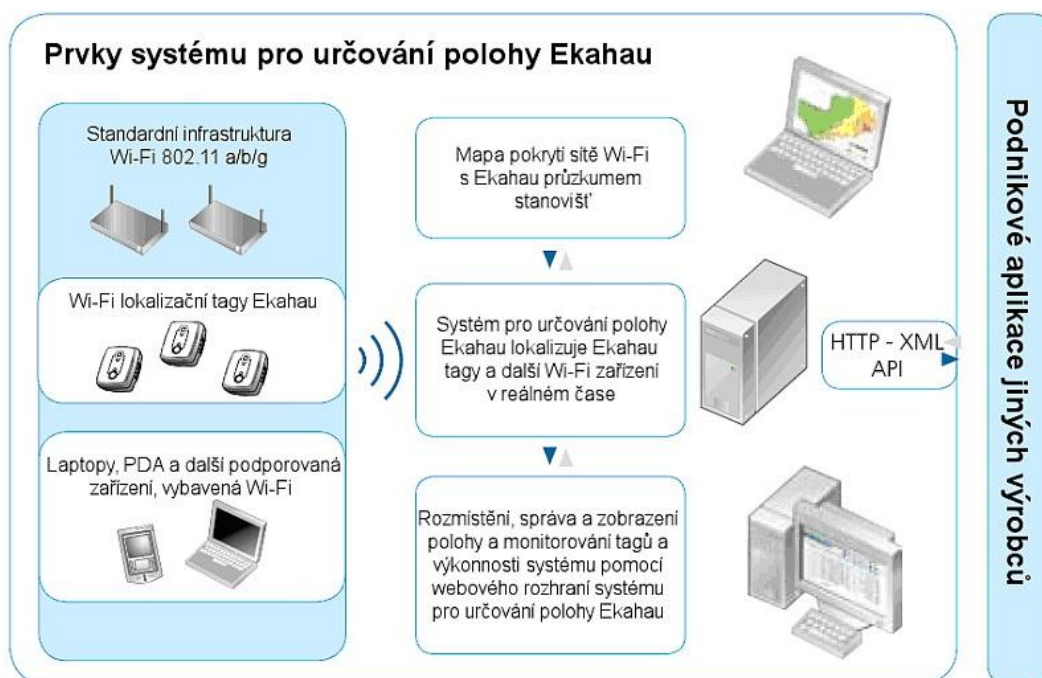 Prvky systému pro určování polohy Ekahau
Standardní infrastruktura
Wi-Fi 802.11 a/b/g
Wi-Fi lokalizační tagy Ekahau
Laptopy, PDA a další podporovaná
zařízení, vybavená Wi-Fi
Mapa pokrytí sítě Wi-Fi
s Ekahau průzkumem
stanovišť
Systém pro určování polohy
Ekahau lokalizuje Ekahau
tagy a další Wi-Fi zařízení
v reálném čase
Rozmístění, správa a zobrazení
polohy a monitorování tagů a
výkonnosti systému pomocí
webového rozhraní systému
pro určování polohy Ekahau
HTTP - XML
API
Podnikové aplikace jiných výrobců